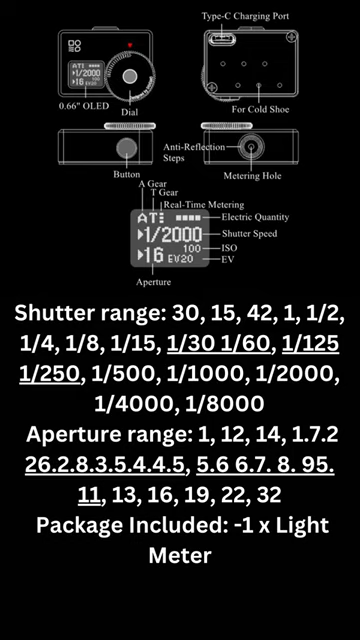 Type-C Charging Port
ATI
1/2000
100
16 EV20
0.66" OLED
Dial
For Cold Shoe
Anti-Reflection
Steps
Button
Metering Hole
A Gear
T Gear
Real-Time Metering
AT
Electric Quantity
1/2000
Shutter Speed
100
ISO
16 EV20
EV
Aperture
Shutter range: 30, 15, 42, 1, 1/2,
1/4, 1/8, 1/15, 1/30 1/60, 1/125
1/250, 1/500, 1/1000, 1/2000,
1/4000, 1/8000
Aperture range: 1, 12, 14, 1.7.2
26.2.8.3.5.4.4.5, 5.6 6.7. 8. 95.
11, 13, 16, 19, 22, 32
Package Included: -1 x Light
Meter